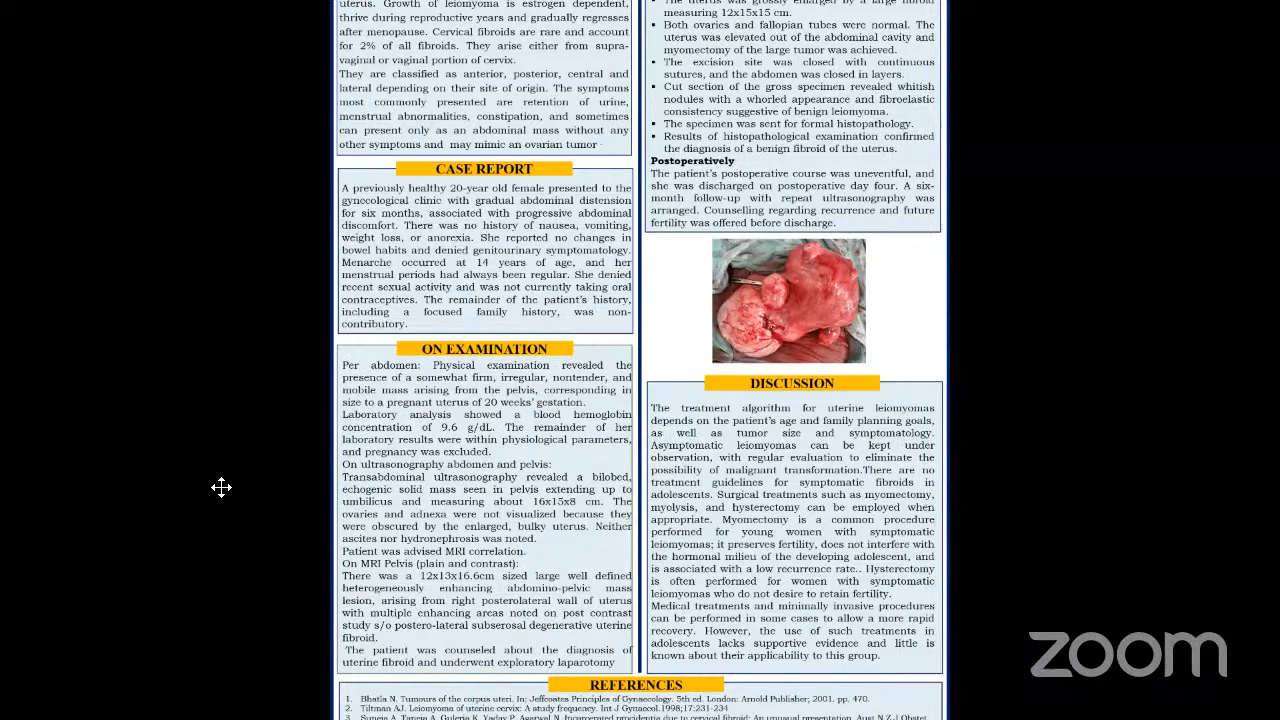 uterus. Growth of leiomyoma is estrogen dependent,
thrive during reproductive years and gradually regresses
after menopause. Cervical fibroids are rare and account
for 2% of all fibroids. They arise either from supra-
vaginal or vaginal portion of cervix.
They are classified as anterior, posterior, central and
lateral depending on their site of origin. The symptoms
most commonly presented are retention of urine,
menstrual abnormalities, constipation, and sometimes
can present only as an abdominal mass without any
other symptoms and may mimic an ovarian tumor
CASE REPORT
A previously healthy 20-year old female presented to the
gynecological clinic with gradual abdominal distension
for six months, associated with progressive abdominal
discomfort. There was no history of nausea, vomiting,
weight loss, or anorexia. She reported no changes in
bowel habits and denied genitourinary symptomatology.
Menarche occurred at 14 years of age, and her
menstrual periods had always been regular. She denied
recent sexual activity and was not currently taking oral
contraceptives. The remainder of the patient's history,
including a focused family history, was non-
contributory.
ON EXAMINATION
Per abdomen: Physical examination revealed the
presence of a somewhat firm, irregular, nontender, and
mobile mass arising from the pelvis, corresponding in
size to a pregnant uterus of 20 weeks' gestation.
Laboratory analysis showed a blood hemoglobin
concentration of 9.6 g/dL. The remainder of her
laboratory results were within physiological parameters,
and pregnancy was excluded.
On ultrasonography abdomen and pelvis:
Transabdominal ultrasonography revealed a bilobed,
echogenic solid mass seen in pelvis extending up to
umbilicus and measuring about 16x15x8 cm. The
ovaries and adnexa were not visualized because they
were obscured by the enlarged, bulky uterus. Neither
ascites nor hydronephrosis was noted.
Patient was advised MRI correlation.
On MRI Pelvis (plain and contrast):
There was a 12x13x16.6cm sized large well defined
heterogeneously enhancing abdomino-pelvic mass
lesion, arising from right posterolateral wall of uterus
with multiple enhancing areas noted on post contrast
study s/o postero-lateral subserosal degenerative uterine
fibroid.
The patient was counseled about the diagnosis of
uterine fibroid and underwent exploratory laparotomy
The uterus was grossly enlarged by a large fibroid
measuring 12x15x15 cm.
▪ Both ovaries and fallopian tubes were normal. The
uterus was elevated out of the abdominal cavity and
myomectomy of the large tumor was achieved.
▪ The excision site was closed with continuous
sutures, and the abdomen was closed in layers.
▪ Cut section of the gross specimen revealed whitish
nodules with a whorled appearance and fibroelastic
consistency suggestive of benign leiomyoma.
▪ The specimen was sent for formal histopathology.
▪ Results of histopathological examination confirmed
the diagnosis of a benign fibroid of the uterus.
Postoperatively
The patient's postoperative course was uneventful, and
she was discharged on postoperative day four. A six-
month follow-up with repeat ultrasonography was
arranged. Counselling regarding recurrence and future
fertility was offered before discharge.
DISCUSSION
The treatment algorithm for uterine leiomyomas
depends on the patient's age and family planning goals,
as well as tumor size and symptomatology.
Asymptomatic leiomyomas can be kept under
observation, with regular evaluation to eliminate the
possibility of malignant transformation.There are no
treatment guidelines for symptomatic fibroids in
adolescents. Surgical treatments such as myomectomy,
myolysis, and hysterectomy can be employed when
appropriate. Myomectomy is a common procedure
performed for young women with symptomatic
leiomyomas; it preserves fertility, does not interfere with
the hormonal milieu of the developing adolescent, and
is associated with a low recurrence rate.. Hysterectomy
is often performed for women with symptomatic
leiomyomas who do not desire to retain fertility.
Medical treatments and minimally invasive procedures
can be performed in some cases to allow a more rapid
recovery. However, the use of such treatments in
adolescents lacks supportive evidence and little is
known about their applicability to this group.
REFERENCES
1. Bhatla N. Tumours of the corpus uteri. In: Jeffcoates Principles of Gynaecology. 5th ed. London: Arnold Publisher; 2001. pp. 470.
2. Tiltman AJ. Leiomyoma of uterine cervix: A study frequency. Int J Gynaecol.1998;17:231-234
3. Suneja A, Taneja A, Guleria K, Yadav P, Agarwal N. Incarcerated procidentia due to cervical fibroid: An unusual presentation. Aust N Z J Obstet
zoom